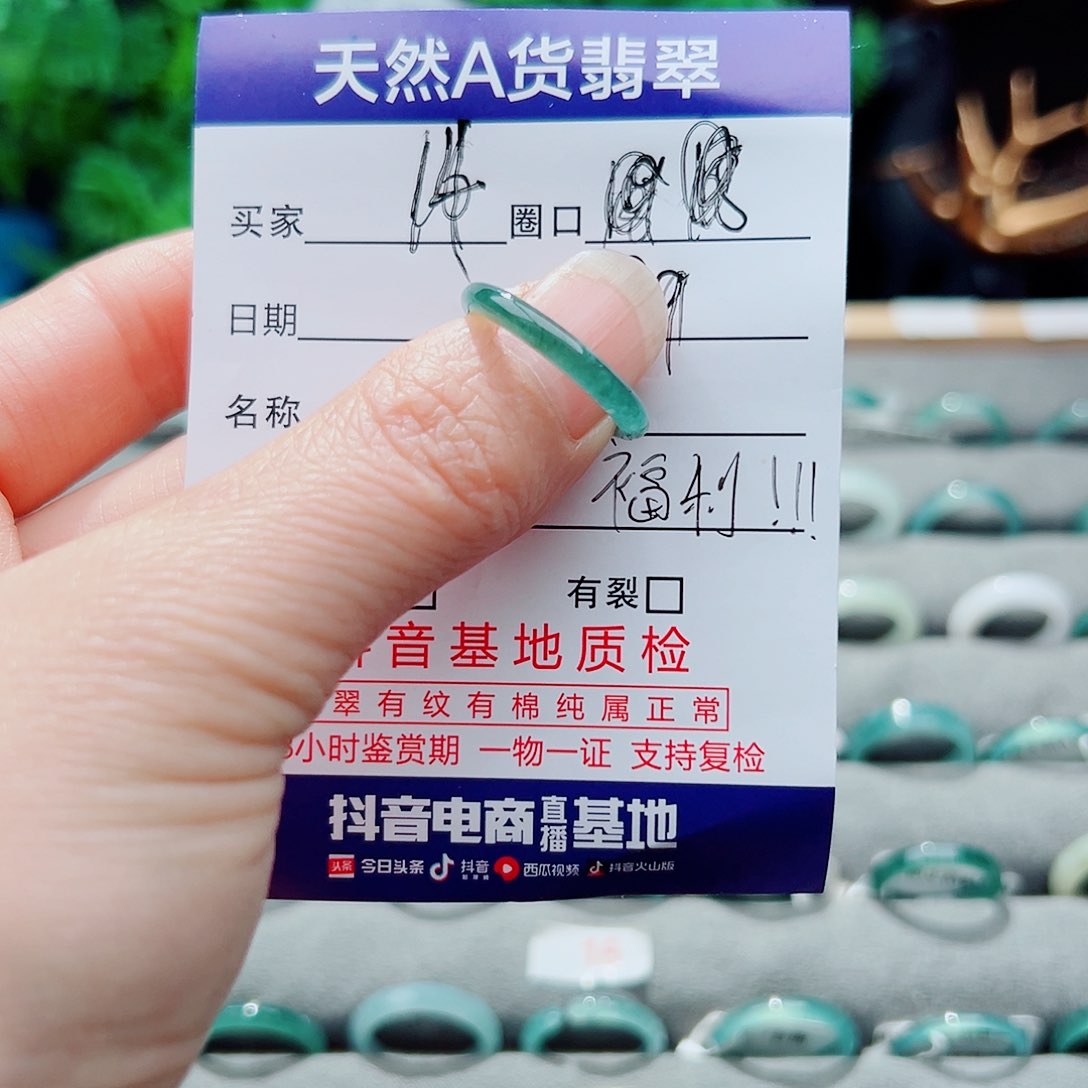 天然A货翡翠
买家 圈口
日期
名称
福利!!!
有裂□
音基地质检
翠有纹有棉纯属正常
小时鉴赏期 一物一证 支持复检
抖音电商直播基地
头条 今日头条 抖音 西瓜视频 抖音火山版